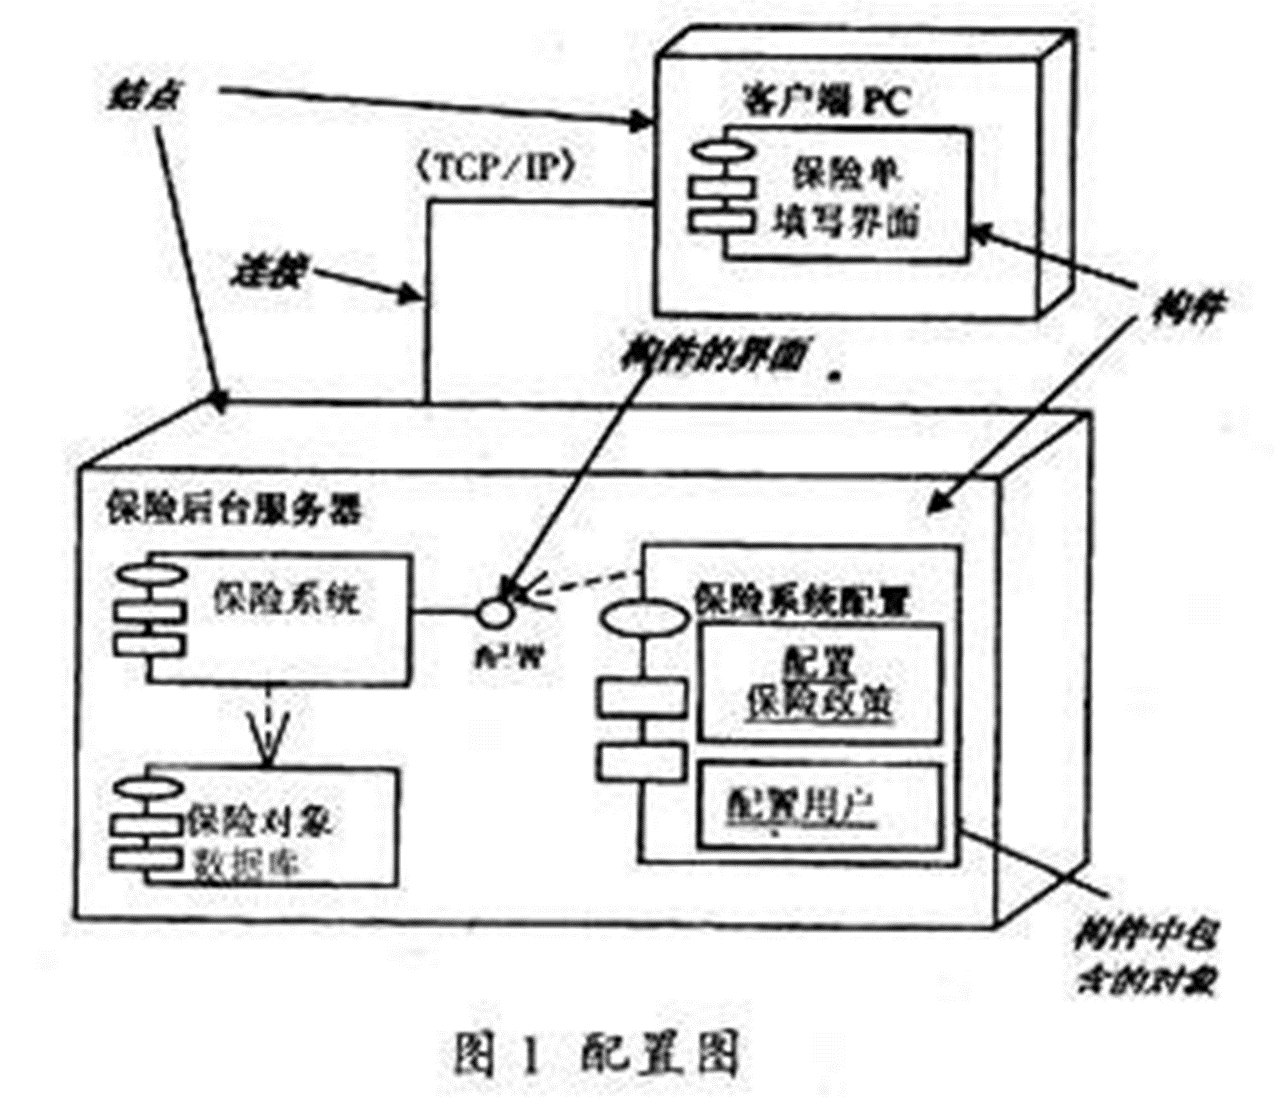 客户端 PC
结点
〈TCP/IP〉
保险单
填写界面
连接
构件
构件的界面
保险后台服务器
保险系统
保险系统配置
配置
配置
保险政策
配置用户
保险对象
数据库
构件中包
含的对象
图 1 配置图